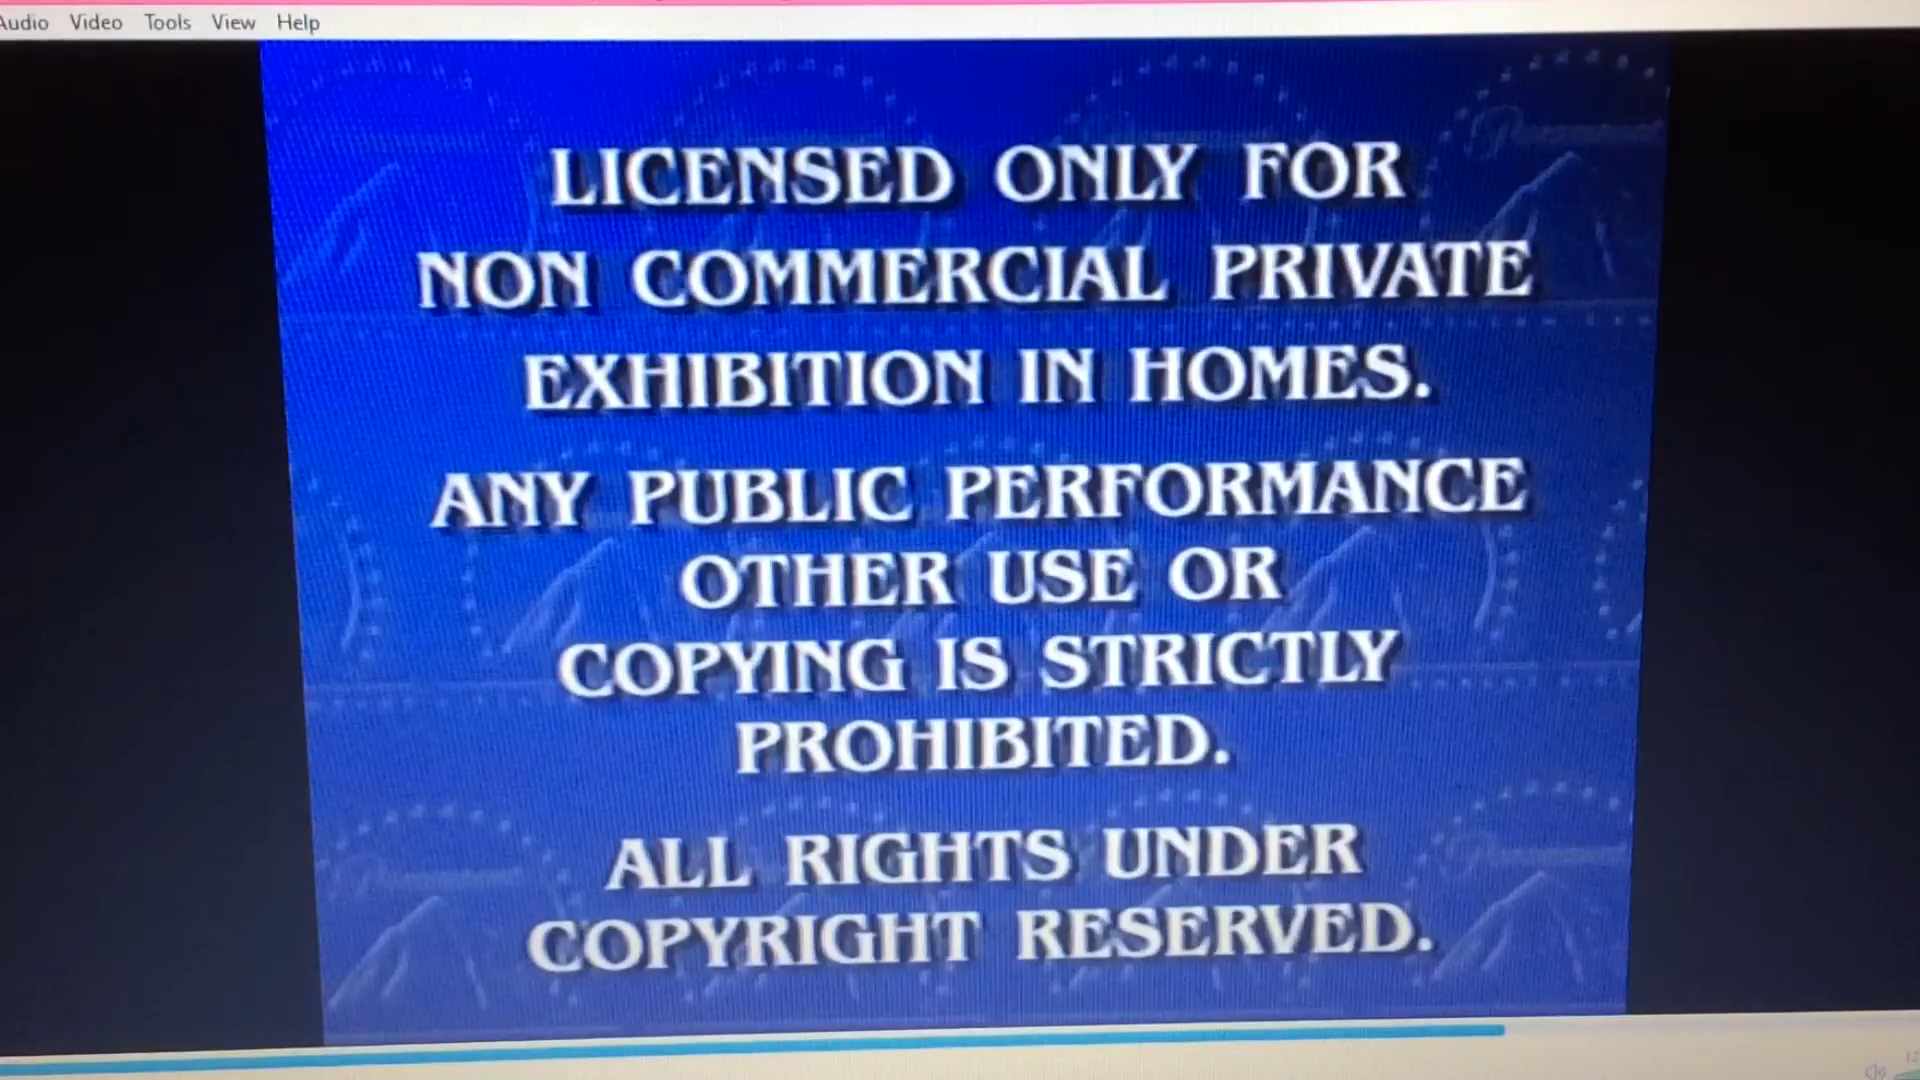 Audio Video Tools View Help
LICENSED ONLY FOR
NON COMMERCIAL PRIVATE
EXHIBITION IN HOMES.
ANY PUBLIC PERFORMANCE
OTHER USE OR
COPYING IS STRICTLY
PROHIBITED.
ALL RIGHTS UNDER
COPYRIGHT RESERVED.